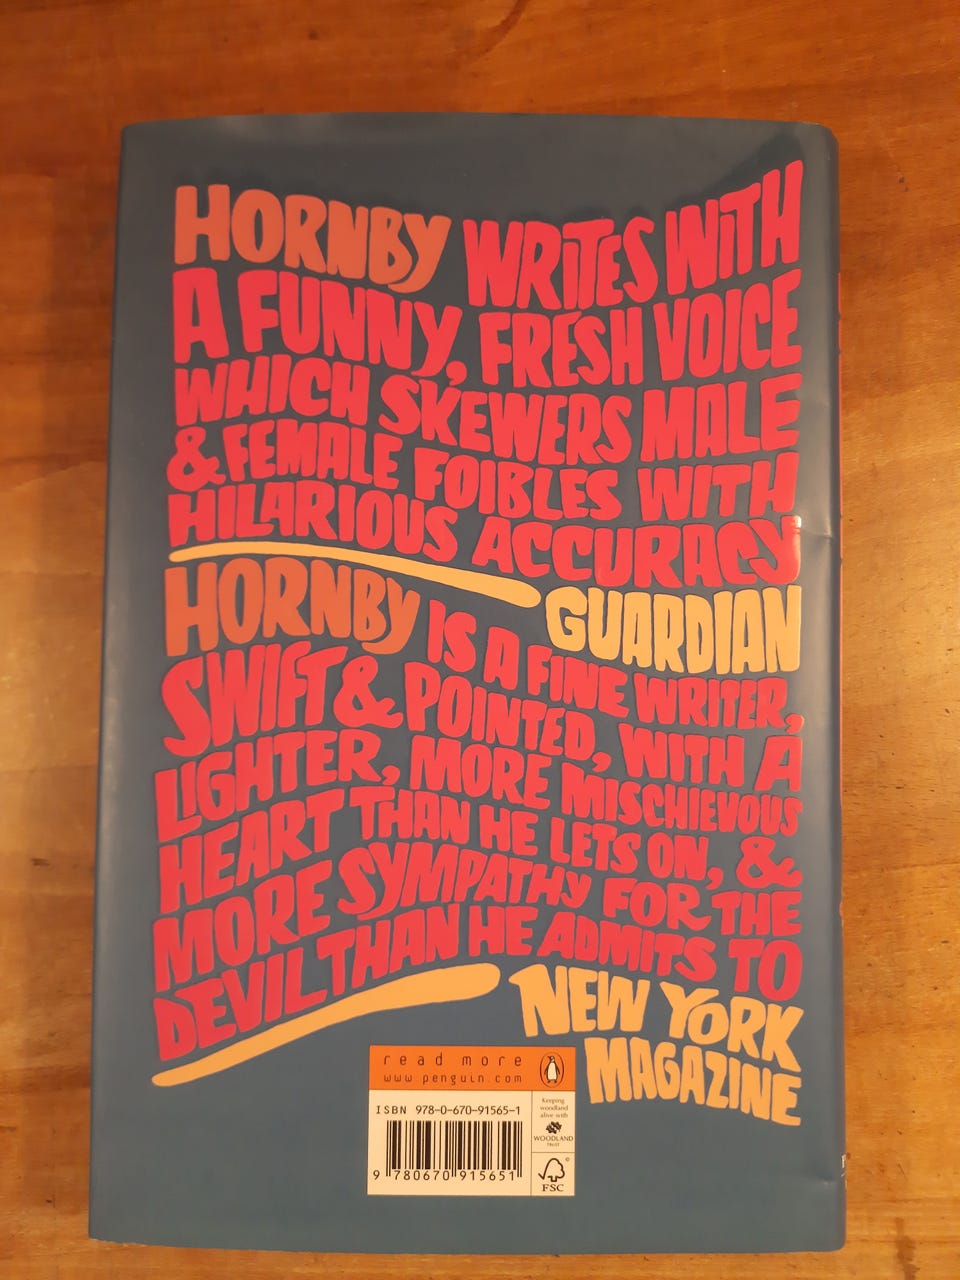 HORNBY WRITES WITH
A FUNNY, FRESH VOICE
WHICH SKEWERS MALE
& FEMALE FOIBLES WITH
HILARIOUS ACCURACY
GUARDIAN
HORNBY IS A FINE WRITER,
SWIFT & POINTED, WITH A
LIGHTER, MORE MISCHIEVOUS
HEART THAN HE LETS ON, &
MORE SYMPATHY FOR THE
DEVIL THAN HE ADMITS TO
NEW YORK
MAGAZINE
read more
www.penguin.com
ISBN 978-0-670-91565-1
9 780670 915651
Keeping
woodland
alive with
WOODLAND
TRUST
FSC